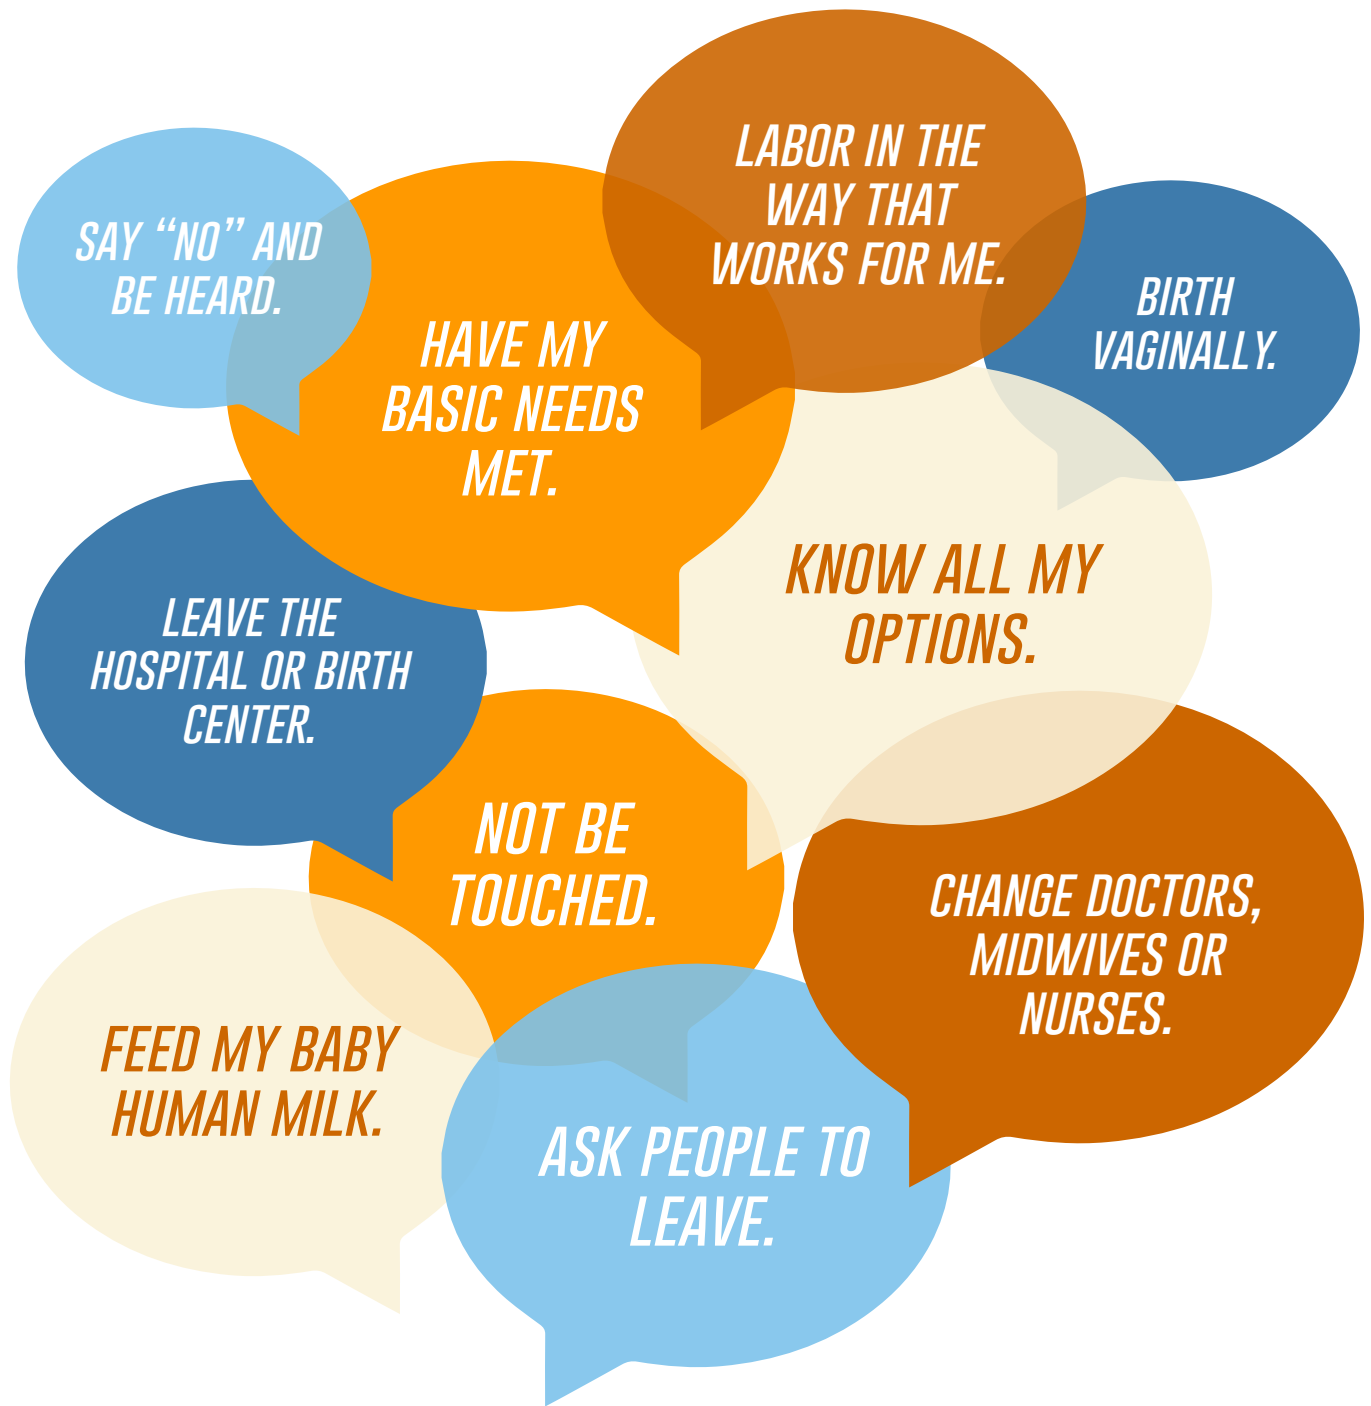 LABOR IN THE
WAY THAT
WORKS FOR ME.
SAY “NO” AND
BE HEARD.
HAVE MY
BASIC NEEDS
MET.
BIRTH
VAGINALLY.
KNOW ALL MY
OPTIONS.
LEAVE THE
HOSPITAL OR BIRTH
CENTER.
NOT BE
TOUCHED.
CHANGE DOCTORS,
MIDWIVES OR
NURSES.
FEED MY BABY
HUMAN MILK.
ASK PEOPLE TO
LEAVE.